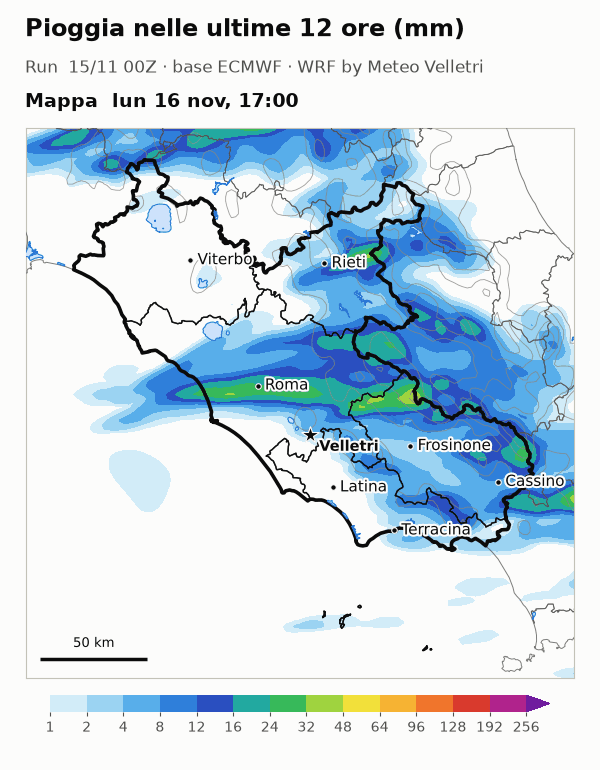 Pioggia nelle ultime 12 ore (mm)
Run  15/11 00Z · base ECMWF · WRF by Meteo Velletri
Mappa  lun 16 nov, 17:00
Viterbo
Rieti
Roma
Velletri
Frosinone
Cassino
Latina
Terracina
50 km
1 2 4 8 12 16 24 32 48 64 96 128 192 256